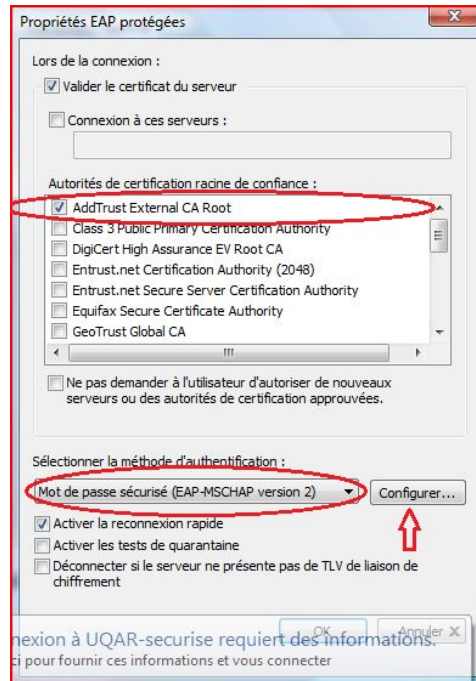 Propriétés EAP protégées
Lors de la connexion :
Valider le certificat du serveur
Connexion à ces serveurs :
Autorités de certification racine de confiance :
AddTrust External CA Root
Class 3 Public Primary Certification Authority
DigiCert High Assurance EV Root CA
Entrust.net Certification Authority (2048)
Entrust.net Secure Server Certification Authority
Equifax Secure Certificate Authority
GeoTrust Global CA
Ne pas demander à l'utilisateur d'autoriser de nouveaux
serveurs ou des autorités de certification approuvées.
Sélectionner la méthode d'authentification :
Mot de passe sécurisé (EAP-MSCHAP version 2)
Configurer...
Activer la reconnexion rapide
Activer les tests de quarantaine
Déconnecter si le serveur ne présente pas de TLV de liaison de
chiffrement
OK
Annuler
nexion à UQAR-securise requiert des informations.
ci pour fournir ces informations et vous connecter